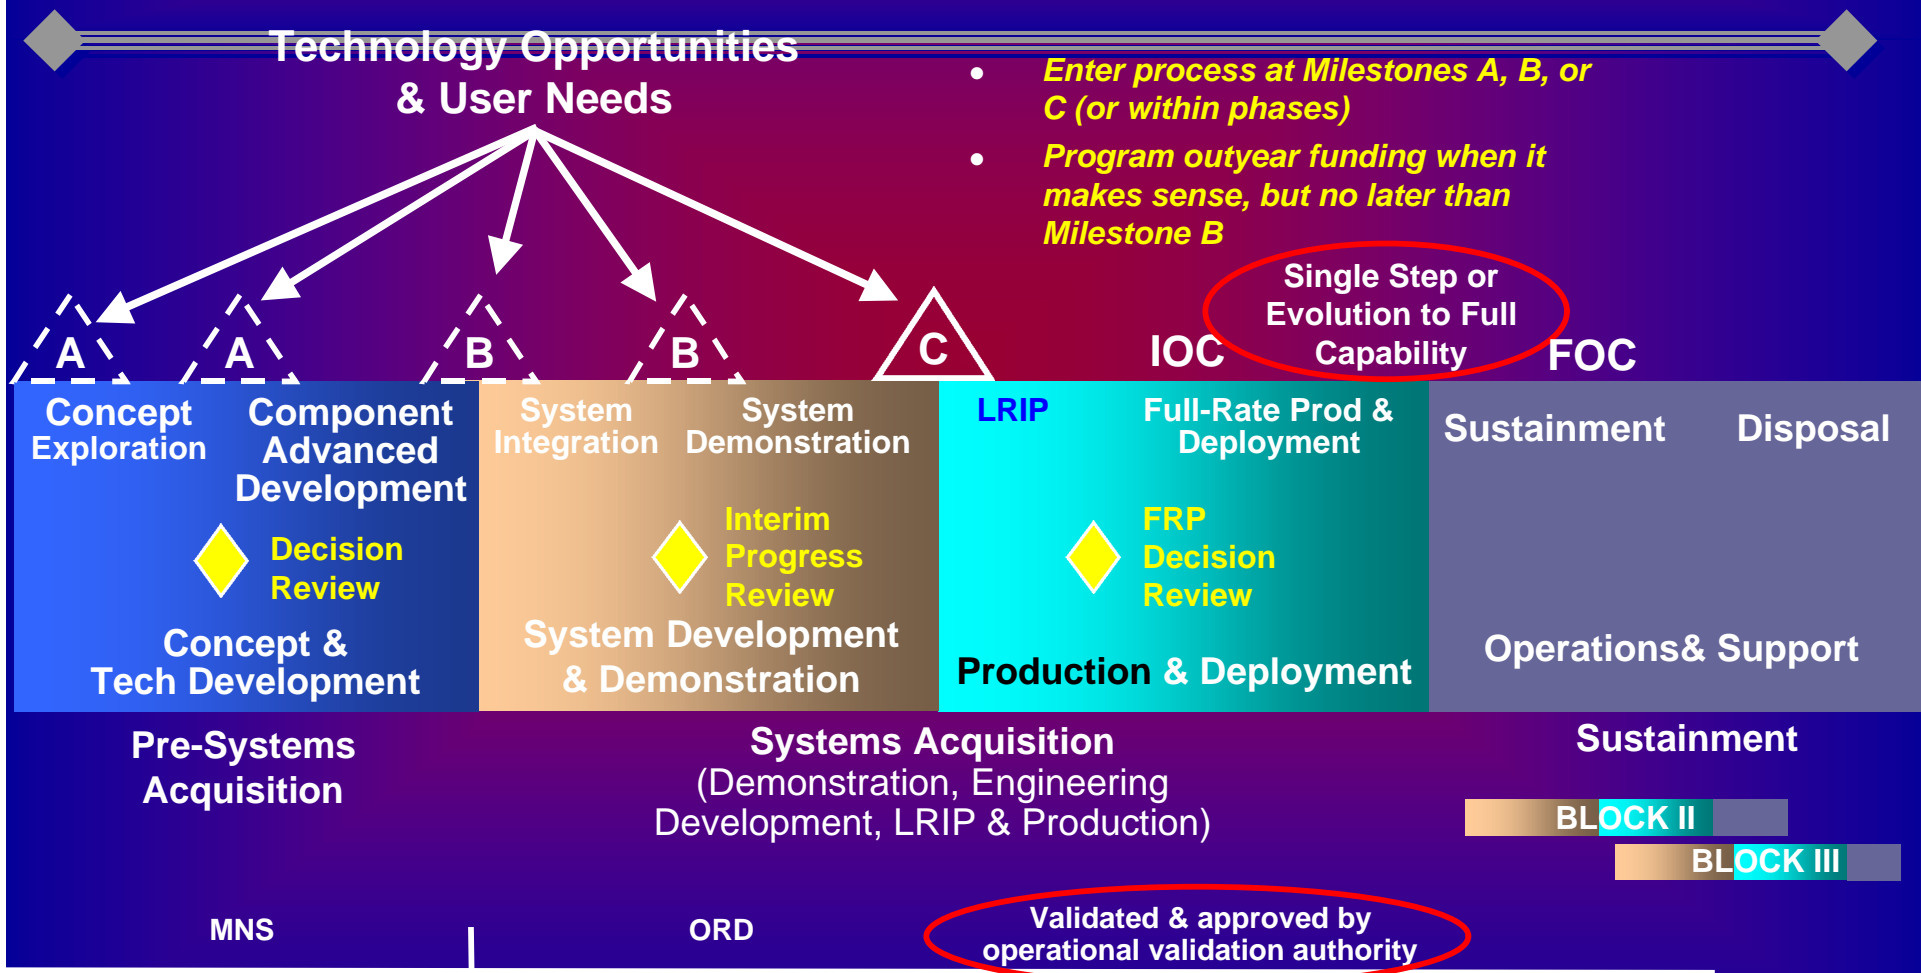 Technology Opportunities
& User Needs
Enter process at Milestones A, B, or
C (or within phases)
Program outyear funding when it
makes sense, but no later than
Milestone B
Single Step or
Evolution to Full
Capability
A
A
B
B
C
IOC
FOC
Concept
Exploration
Component
Advanced
Development
System
Integration
System
Demonstration
LRIP
Full-Rate Prod &
Deployment
Sustainment
Disposal
Decision
Review
Interim
Progress
Review
FRP
Decision
Review
Concept &
Tech Development
System Development
& Demonstration
Production & Deployment
Operations& Support
Pre-Systems
Acquisition
Systems Acquisition
(Demonstration, Engineering
Development, LRIP & Production)
Sustainment
BLOCK II
BLOCK III
MNS
ORD
Validated & approved by
operational validation authority